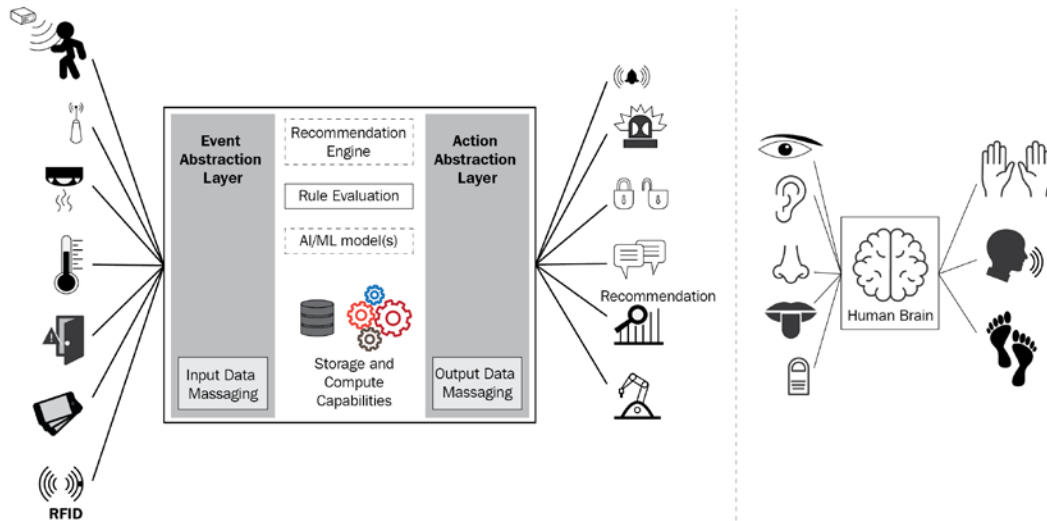 Event
Abstraction
Layer
Recommendation
Engine
Rule Evaluation
AI/ML model(s)
Action
Abstraction
Layer
Input Data
Massaging
Storage and
Compute
Capabilities
Output Data
Massaging
RFID
Recommendation
Human Brain